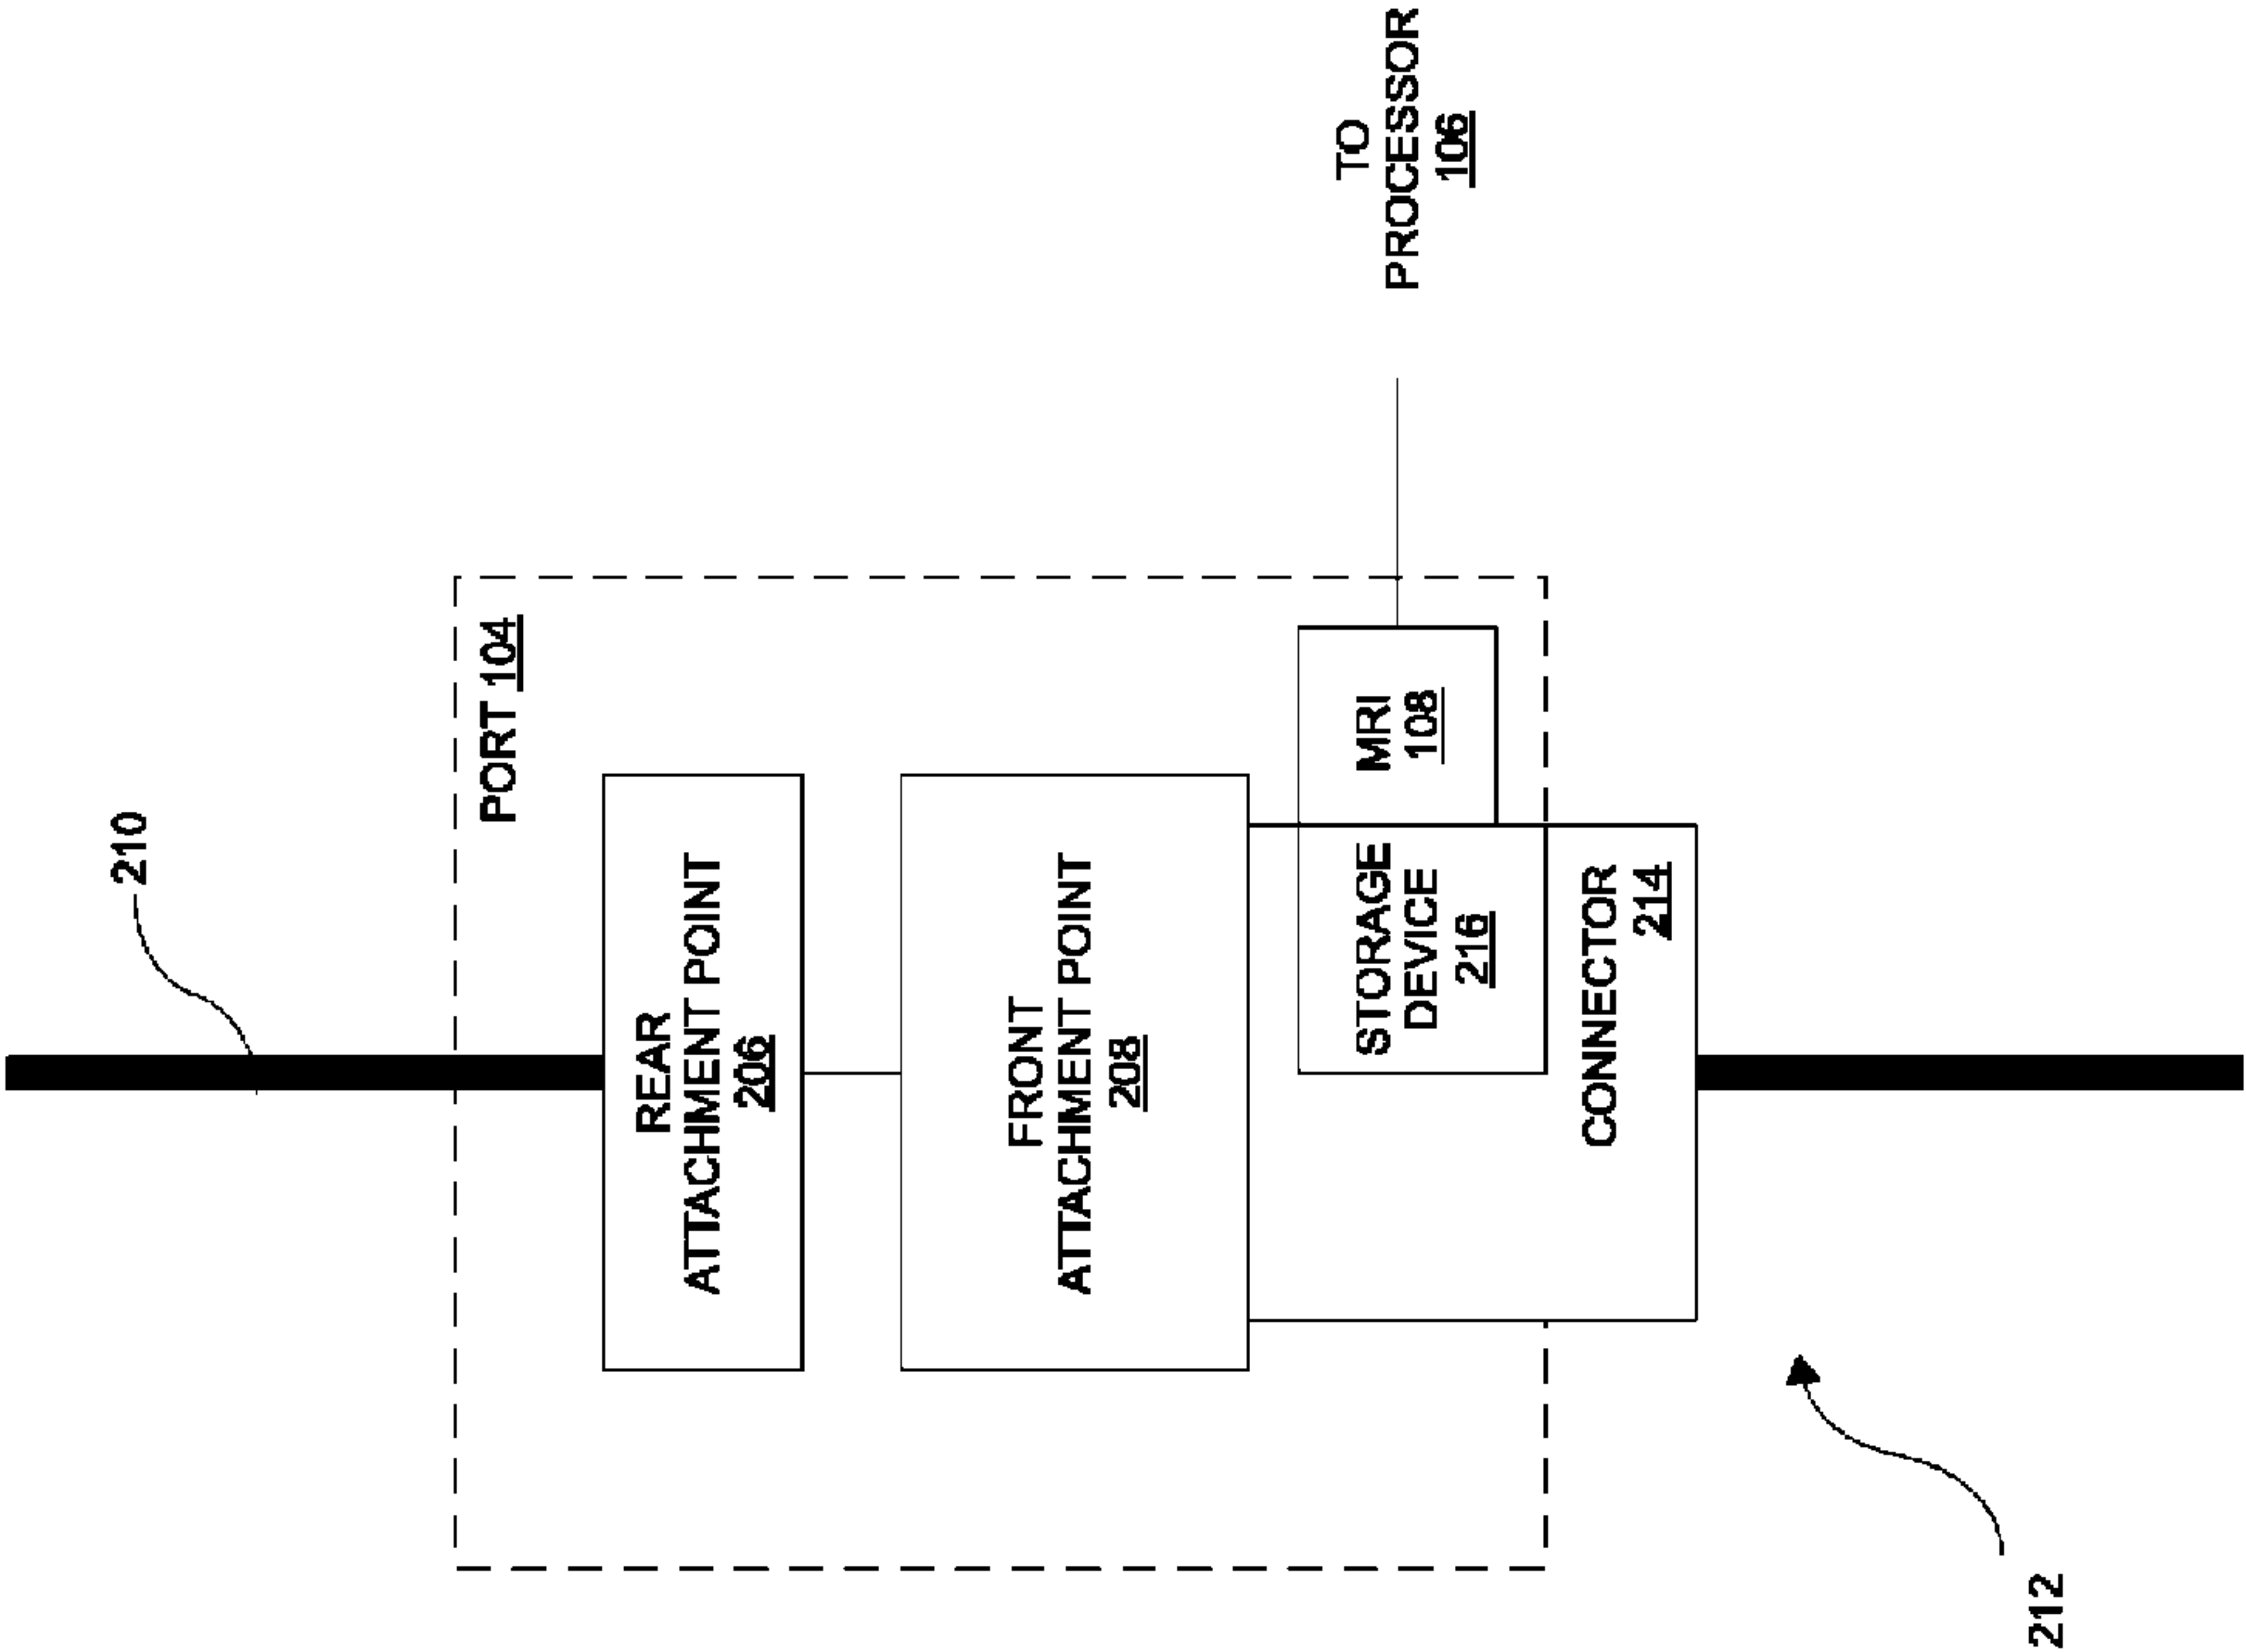 210
PORT 104
REAR
ATTACHMENT POINT
206
FRONT
ATTACHMENT POINT
208
STORAGE
DEVICE
216
MRI
108
TO
PROCESSOR
106
CONNECTOR
214
212